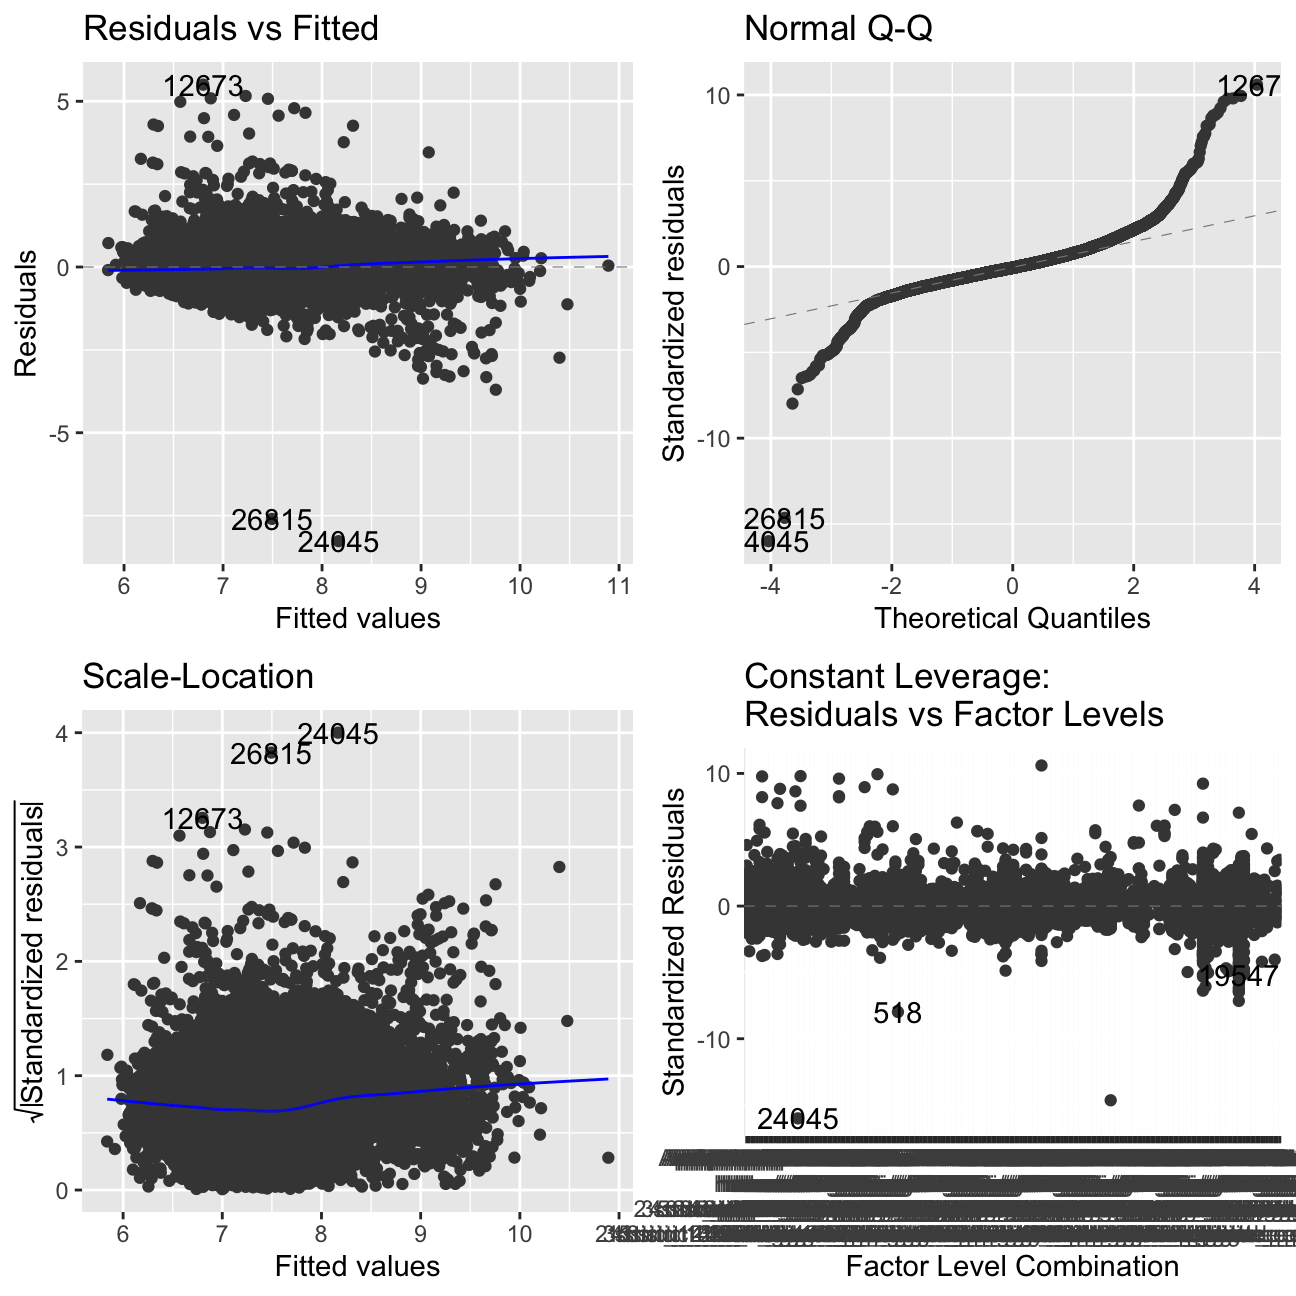 Residuals vs Fitted
12673
5
0
-5
26815
24045
Residuals
6 7 8 9 10 11
Fitted values
Normal Q-Q
1267
10
0
-10
26815
4045
Standardized residuals
-4 -2 0 2 4
Theoretical Quantiles
Scale-Location
24045
26815
12673
4
3
2
1
0
√|Standardized residuals|
6 7 8 9 10
Fitted values
Constant Leverage:
Residuals vs Factor Levels
10
0
-10
19547
518
24045
Standardized Residuals
Factor Level Combination